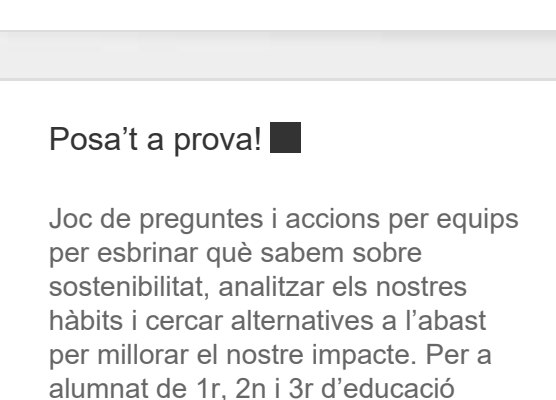 Posa’t a prova!
Joc de preguntes i accions per equips
per esbrinar què sabem sobre
sostenibilitat, analitzar els nostres
hàbits i cercar alternatives a l’abast
per millorar el nostre impacte. Per a
alumnat de 1r, 2n i 3r d’educació